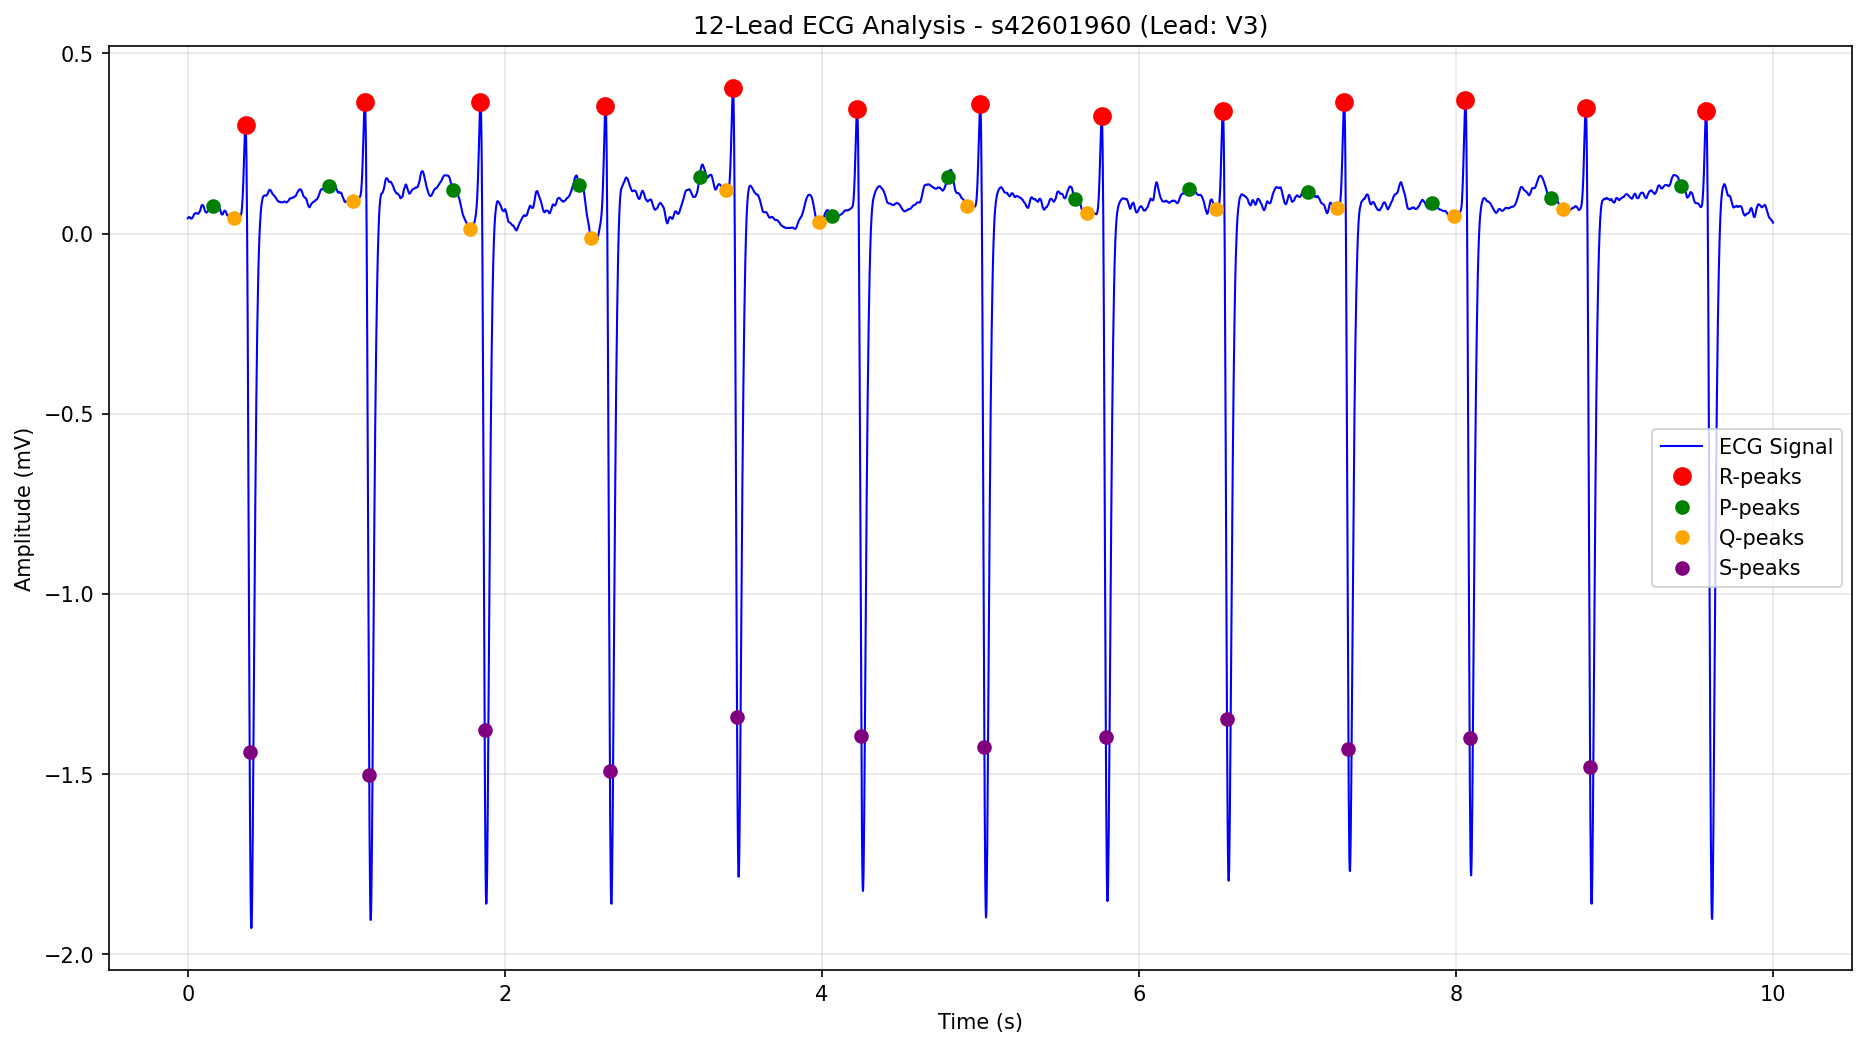 12-Lead ECG Analysis - s42601960 (Lead: V3)
0.5
0.0
−0.5
−1.0
−1.5
−2.0
Amplitude (mV)
ECG Signal
R-peaks
P-peaks
Q-peaks
S-peaks
0 2 4 6 8 10
Time (s)